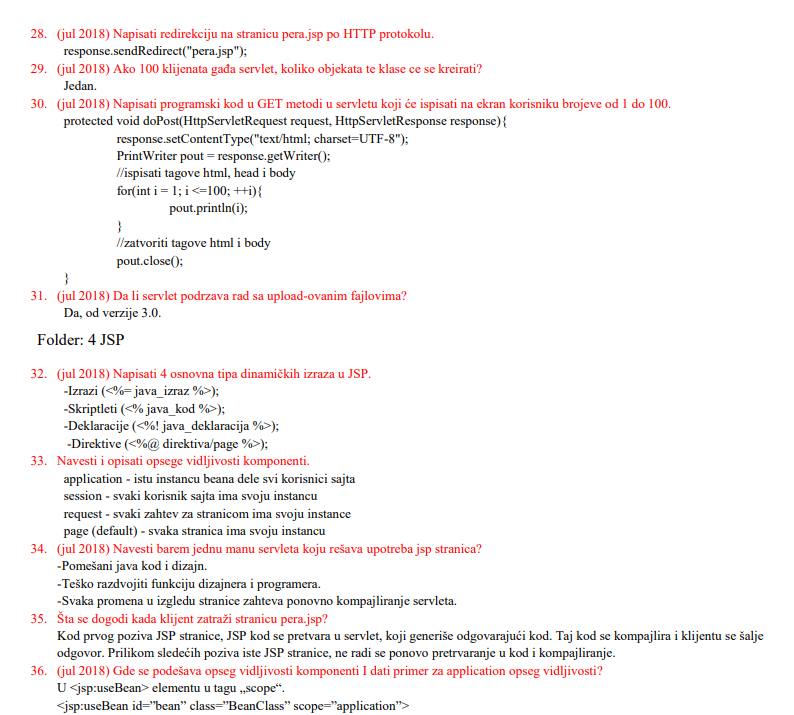 28. (jul 2018) Napisati redirekciju na stranicu pera.jsp po HTTP protokolu.
response.sendRedirect("pera.jsp");
29. (jul 2018) Ako 100 klijenata gađa servlet, koliko objekata te klase ce se kreirati?
Jedan.
30. (jul 2018) Napisati programski kod u GET metodi u servletu koji će ispisati na ekran korisniku brojeve od 1 do 100.
protected void doPost(HttpServletRequest request, HttpServletResponse response){
response.setContentType("text/html; charset=UTF-8");
PrintWriter pout = response.getWriter();
//ispisati tagove html, head i body
for(int i = 1; i <=100; ++i){
pout.println(i);
}
//zatvoriti tagove html i body
pout.close();
}
31. (jul 2018) Da li servlet podrzava rad sa upload-ovanim fajlovima?
Da, od verzije 3.0.
Folder: 4 JSP
32. (jul 2018) Napisati 4 osnovna tipa dinamičkih izraza u JSP.
-Izrazi (<%= java_izraz %>);
-Skriptleti (<% java_kod %>);
-Deklaracije (<%! java_deklaracija %>);
-Direktive (<%@ direktiva/page %>);
33. Navesti i opisati opsege vidljivosti komponenti.
application - istu instancu beana dele svi korisnici sajta
session - svaki korisnik sajta ima svoju instancu
request - svaki zahtev za stranicom ima svoju instance
page (default) - svaka stranica ima svoju instancu
34. (jul 2018) Navesti barem jednu manu servleta koju rešava upotreba jsp stranica?
-Pomešani java kod i dizajn.
-Teško razdvojiti funkciju dizajnera i programera.
-Svaka promena u izgledu stranice zahteva ponovno kompajliranje servleta.
35. Šta se dogodi kada klijent zatraži stranicu pera.jsp?
Kod prvog poziva JSP stranice, JSP kod se pretvara u servlet, koji generiše odgovarajući kod. Taj kod se kompajlira i klijentu se šalje
odgovor. Prilikom sledećih poziva iste JSP stranice, ne radi se ponovo pretrvaranje u kod i kompajliranje.
36. (jul 2018) Gde se podešava opseg vidljivosti komponenti I dati primer za application opseg vidljivosti?
U <jsp:useBean> elementu u tagu „scope“.
<jsp:useBean id=”bean” class=”BeanClass” scope=”application”>